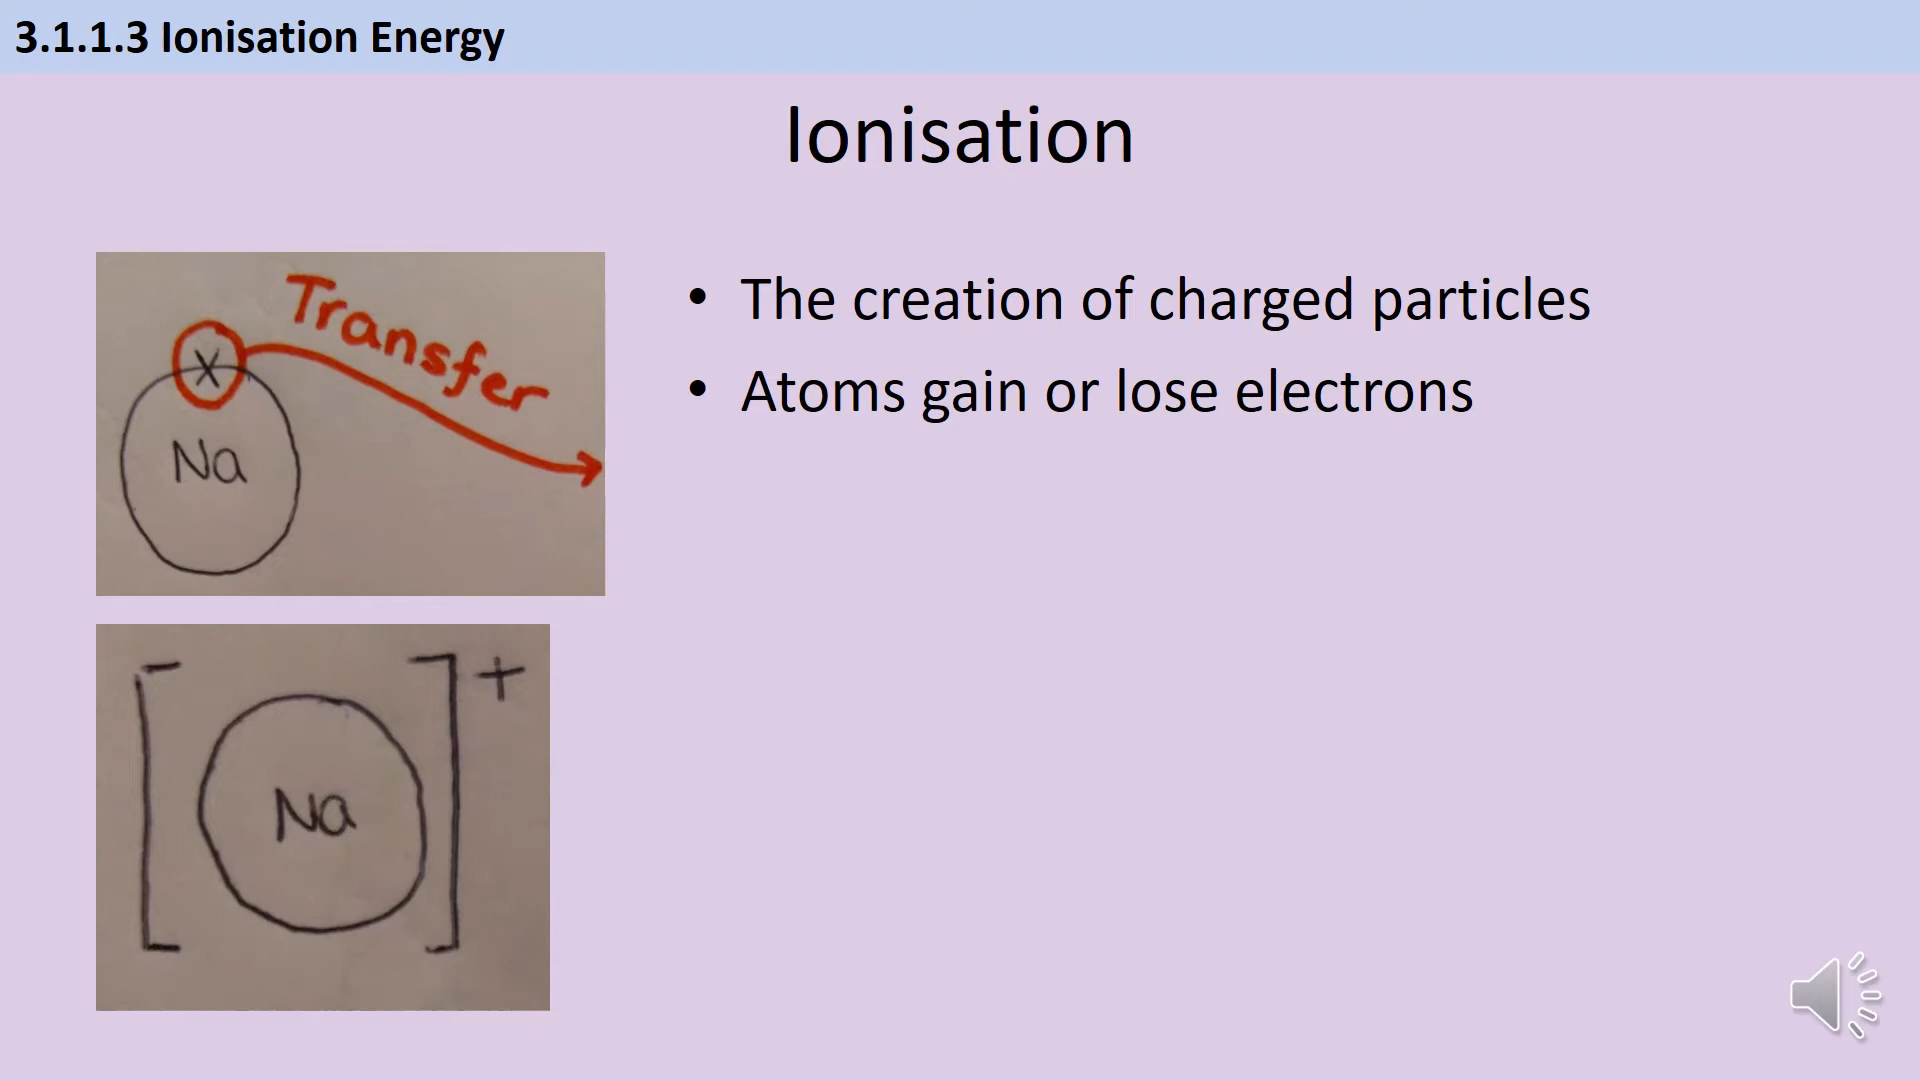 3.1.1.3 Ionisation Energy
Ionisation
Transfer
X
Na
• The creation of charged particles
• Atoms gain or lose electrons
[Na]+